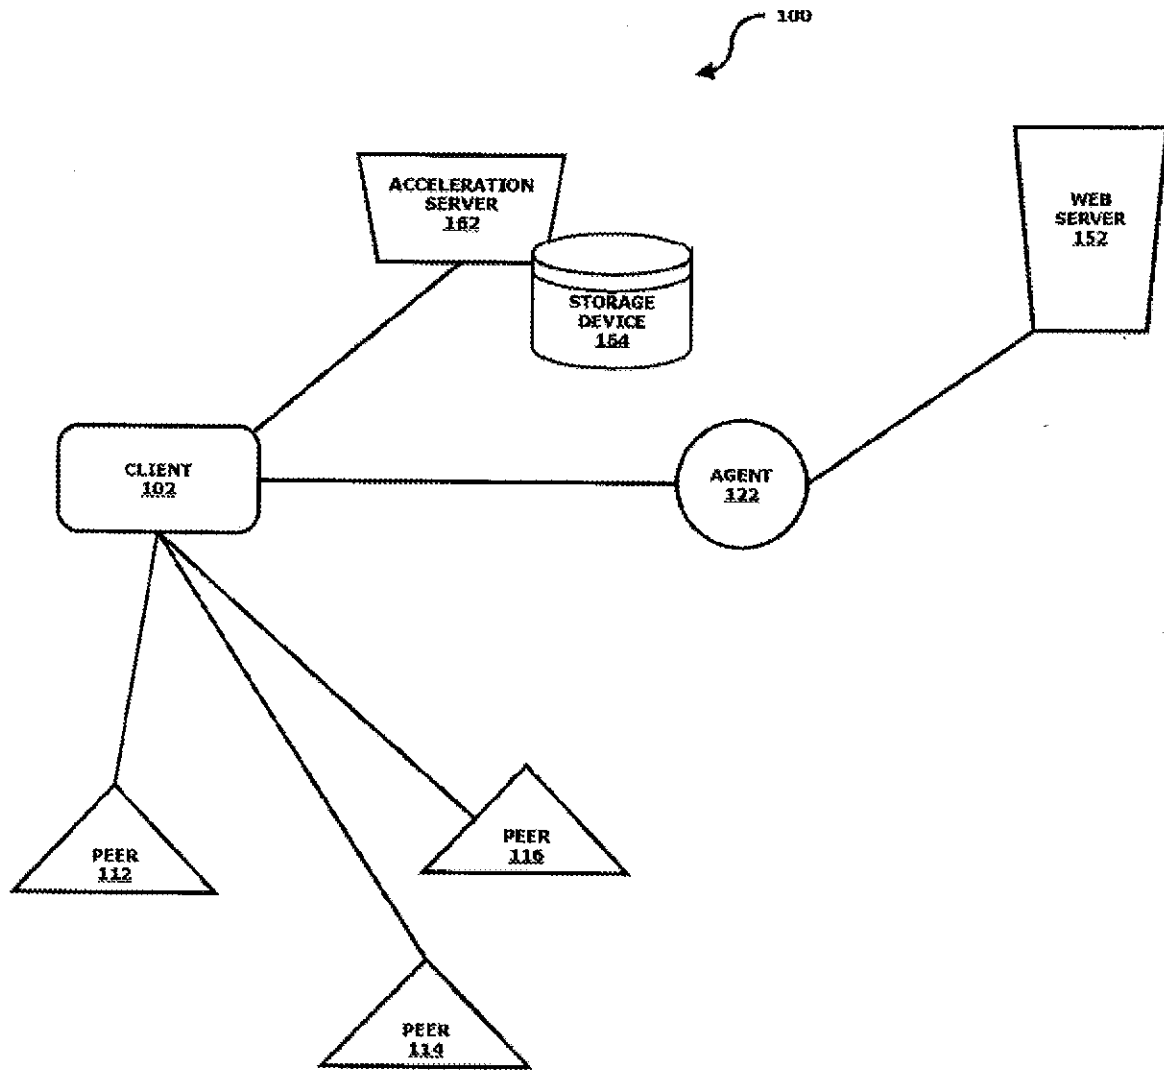 100
ACCELERATION
SERVER
162
STORAGE
DEVICE
164
WEB
SERVER
152
CLIENT
102
AGENT
122
PEER
112
PEER
116
PEER
114